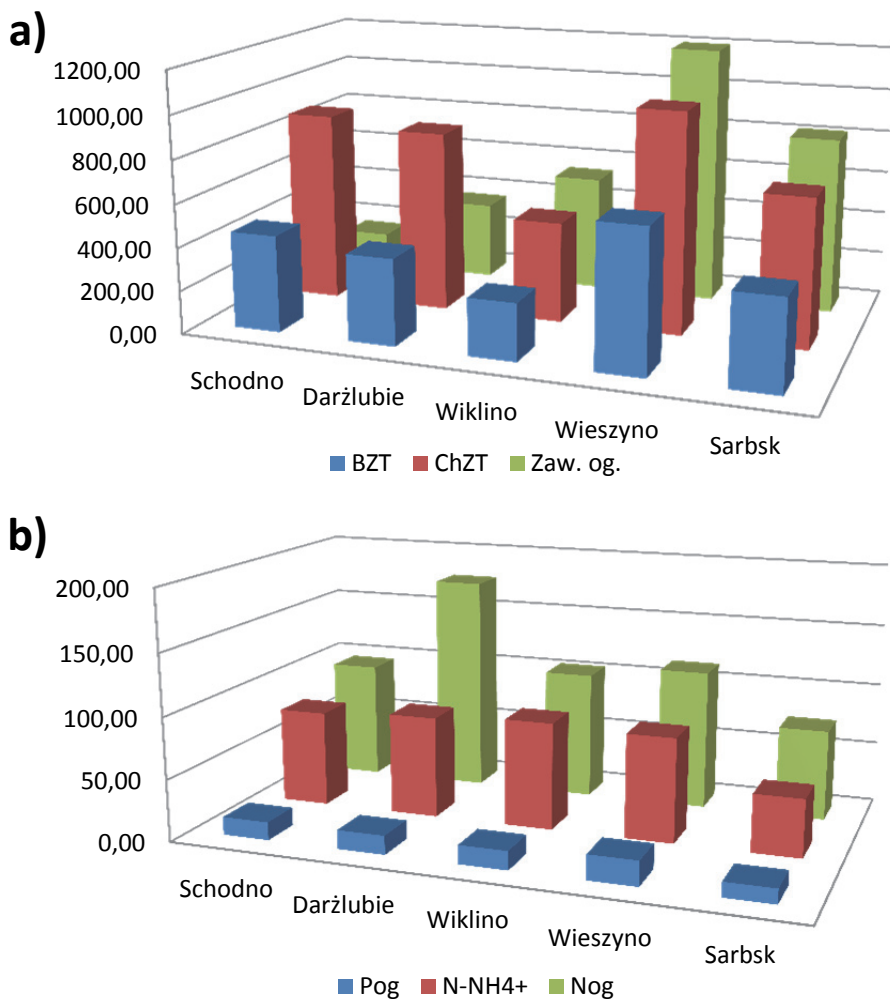 a)
1200,00
1000,00
800,00
600,00
400,00
200,00
0,00
Schodno
Darżlubie
Wiklino
Wieszyno
Sarbsk
BZT ChZT Zaw. og.
b)
200,00
150,00
100,00
50,00
0,00
Schodno
Darżlubie
Wiklino
Wieszyno
Sarbsk
Pog N-NH4+ Nog